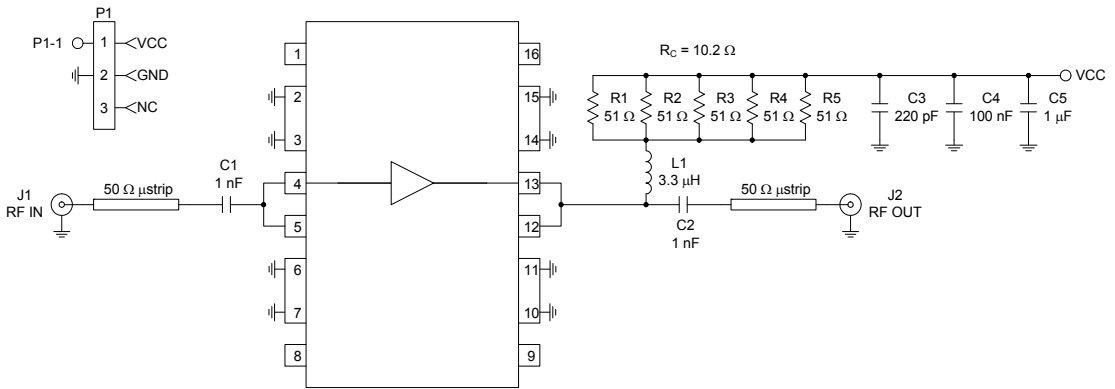 P1
P1-1
1
VCC
2
GND
3
NC
J1
RF IN
50 Ω μstrip
C1
1 nF
1
2
3
4
5
6
7
8
16
15
14
13
12
11
10
9
R_C = 10.2 Ω
R1
51 Ω
R2
51 Ω
R3
51 Ω
R4
51 Ω
R5
51 Ω
C3
220 pF
C4
100 nF
C5
1 μF
VCC
L1
3.3 μH
C2
1 nF
50 Ω μstrip
J2
RF OUT